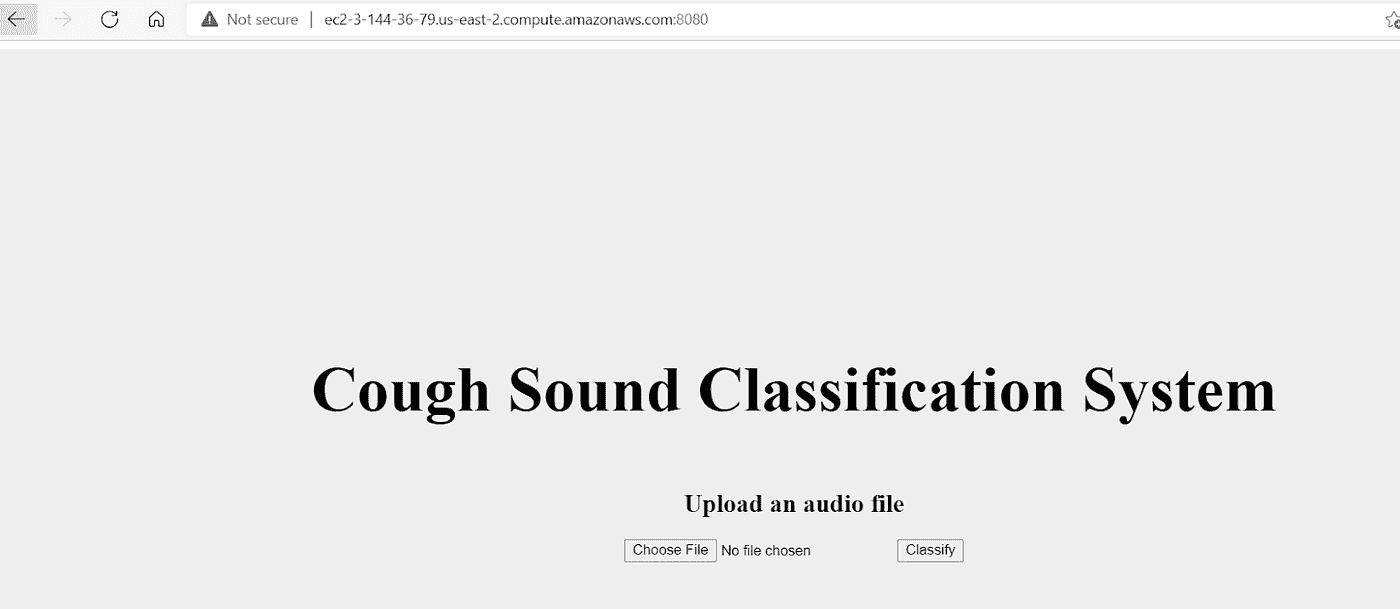 Not secure | ec2-3-144-36-79.us-east-2.compute.amazonaws.com:8080
Cough Sound Classification System
Upload an audio file
Choose File No file chosen Classify